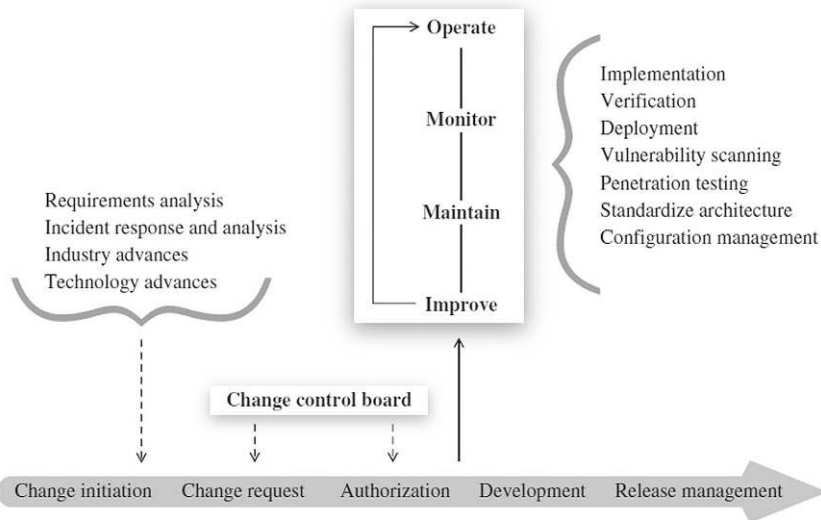 Operate
Monitor
Maintain
Improve
Implementation
Verification
Deployment
Vulnerability scanning
Penetration testing
Standardize architecture
Configuration management
Requirements analysis
Incident response and analysis
Industry advances
Technology advances
Change control board
Change initiation Change request Authorization Development Release management